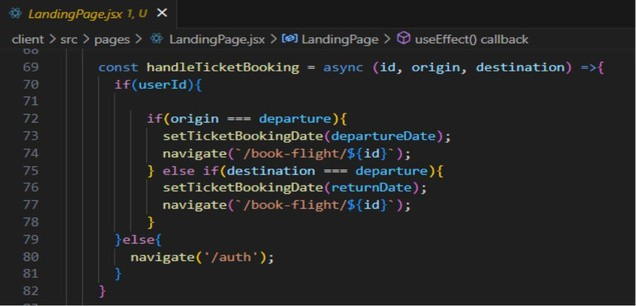 LandingPage.jsx 1, U X
client > src > pages > LandingPage.jsx > LandingPage > useEffect() callback
68
69 const handleTicketBooking = async (id, origin, destination) =>{
70 if(userId){
71
72 if(origin === departure){
73 setTicketBookingDate(departureDate);
74 navigate(`/book-flight/${id}`);
75 } else if(destination === departure){
76 setTicketBookingDate(returnDate);
77 navigate(`/book-flight/${id}`);
78 }
79 }else{
80 navigate('/auth');
81 }
82 }